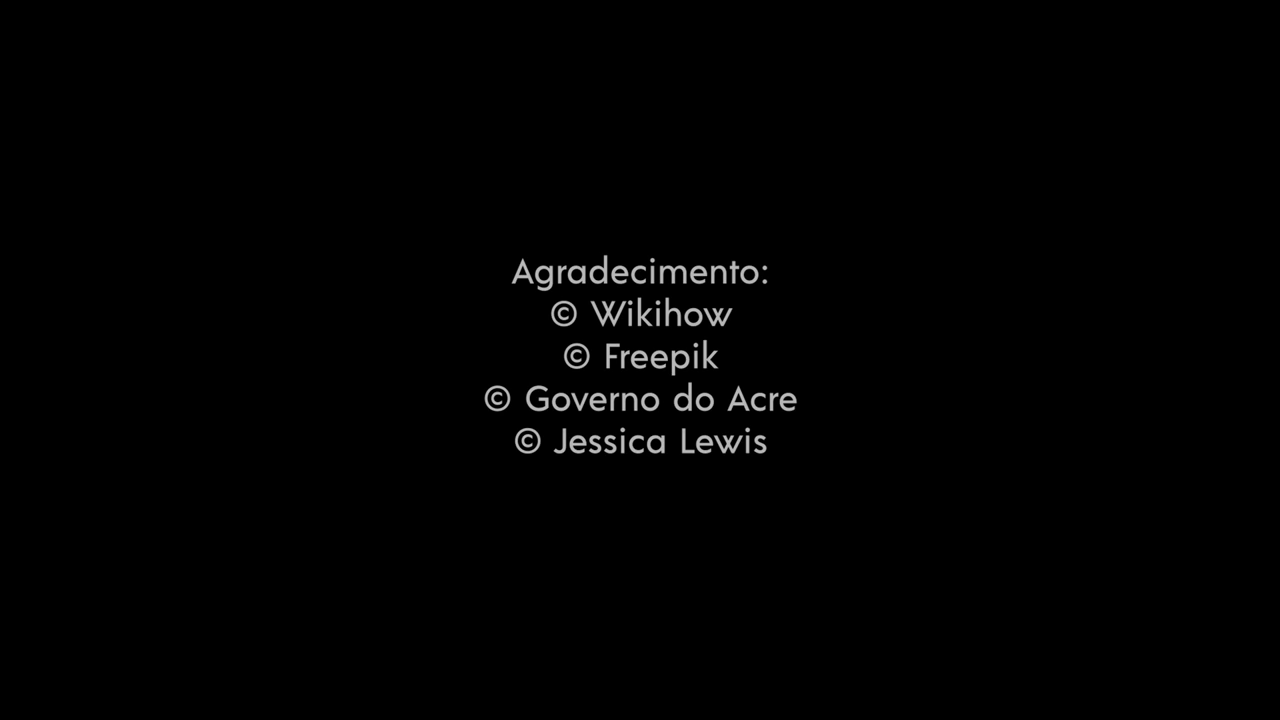 Agradecimento:
© Wikihow
© Freepik
© Governo do Acre
© Jessica Lewis